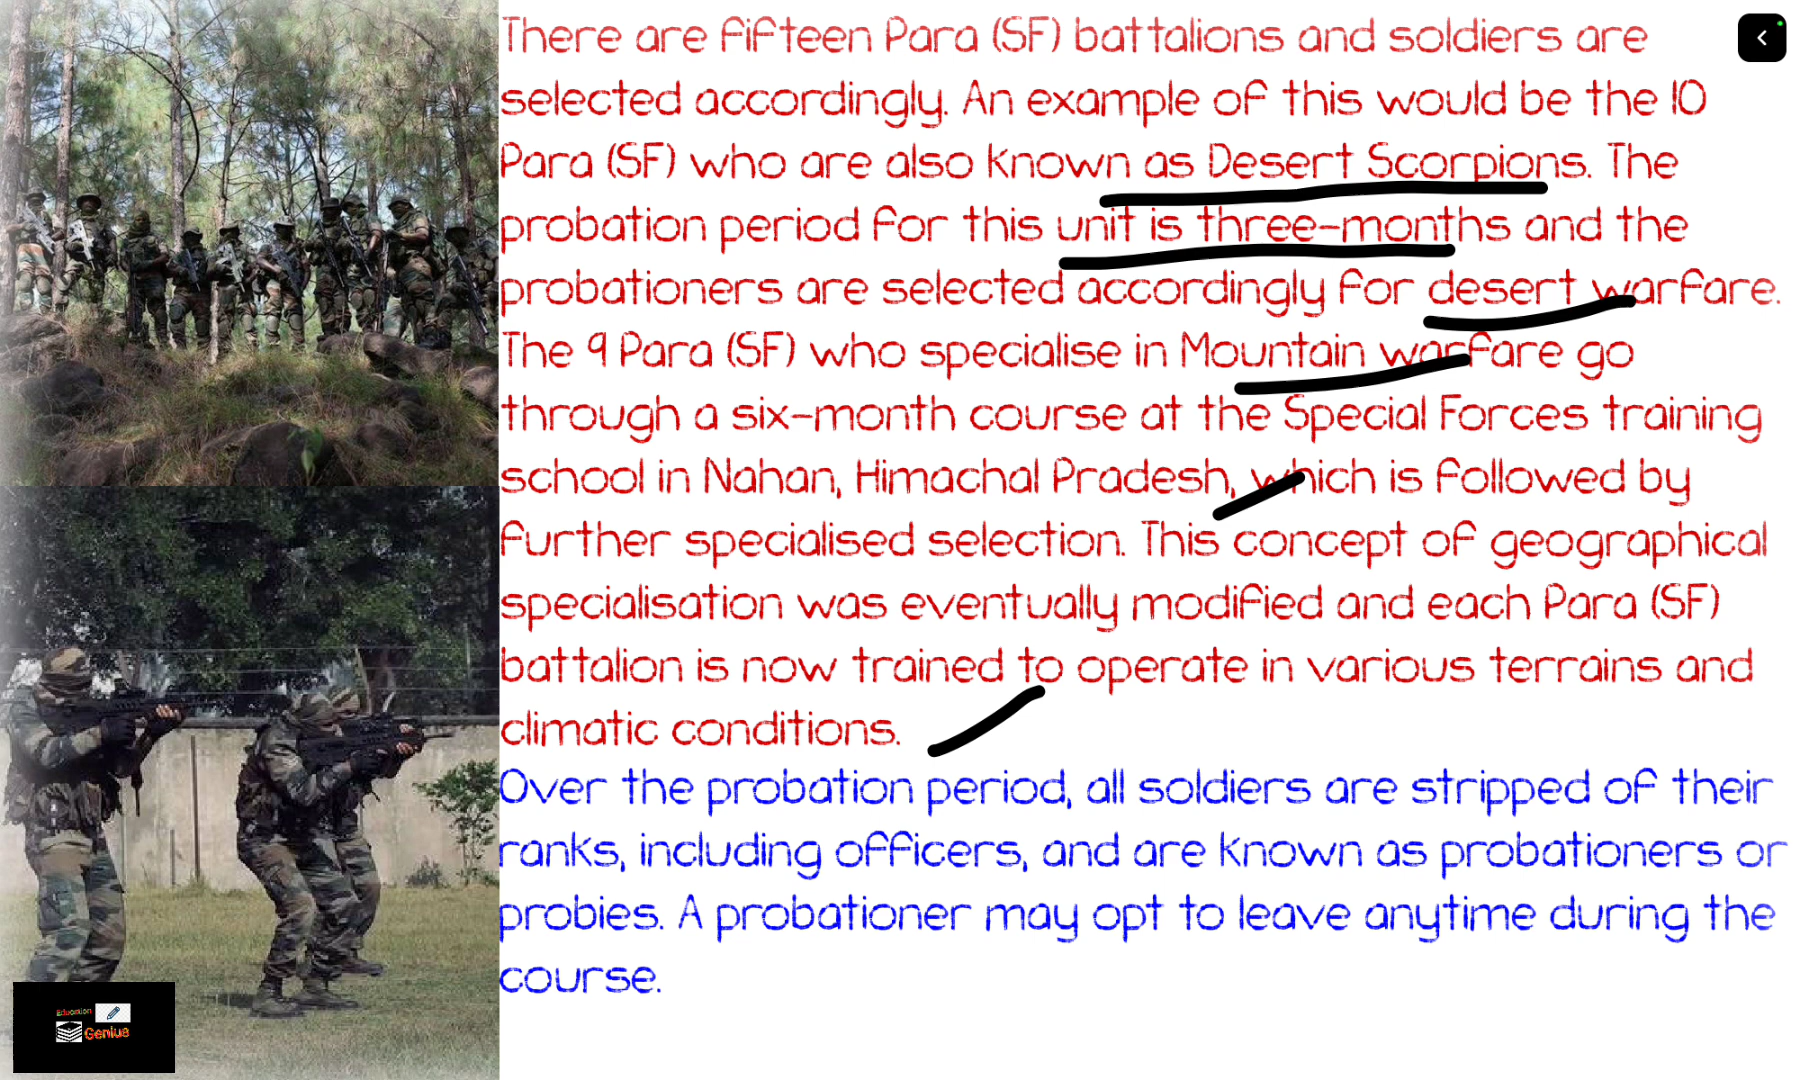 There are fifteen Para (SF) battalions and soldiers are
selected accordingly. An example of this would be the 10
Para (SF) who are also known as Desert Scorpions. The
probation period for this unit is three-months and the
probationers are selected accordingly for desert warfare.
The 9 Para (SF) who specialise in Mountain warfare go
through a six-month course at the Special Forces training
school in Nahan, Himachal Pradesh, which is followed by
further specialised selection. This concept of geographical
specialisation was eventually modified and each Para (SF)
battalion is now trained to operate in various terrains and
climatic conditions.
Over the probation period, all soldiers are stripped of their
ranks, including officers, and are known as probationers or
probies. A probationer may opt to leave anytime during the
course.
Education
Genius